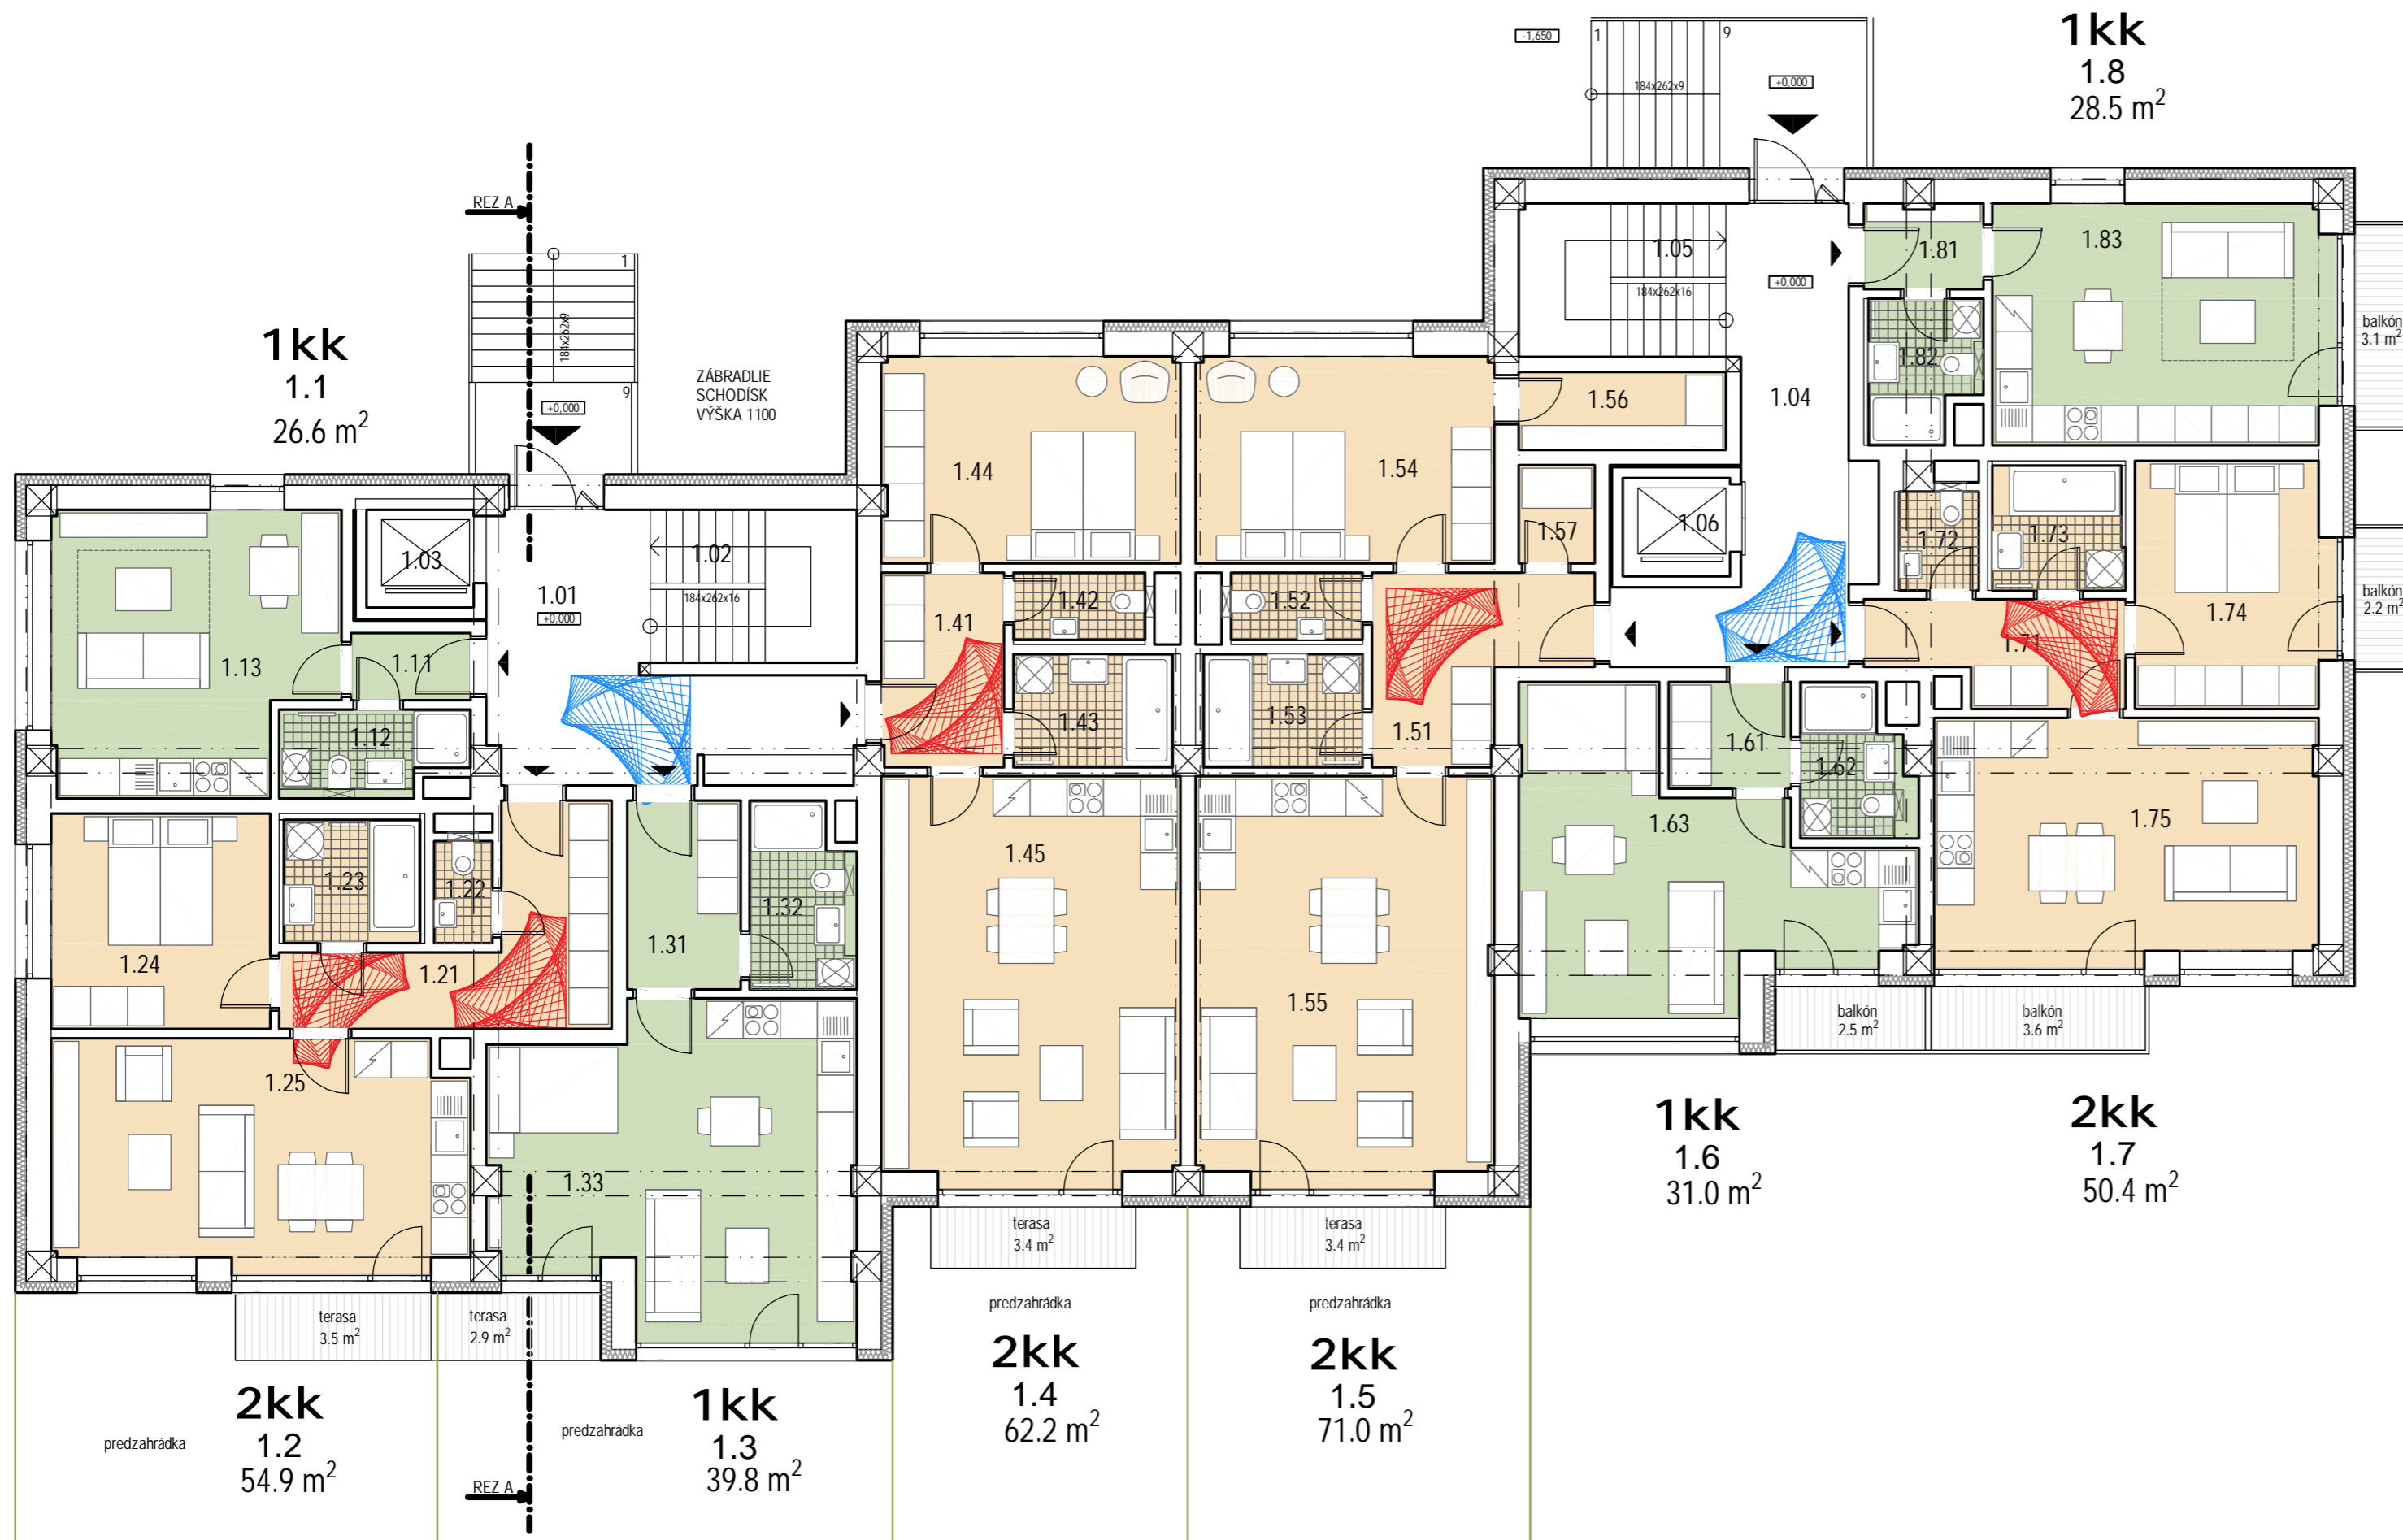 1kk
1.8
28.5 m²
-1,650
1
9
184x262x9
+0,000
REZ A
1
184x262x9
9
+0,000
1kk
1.1
26.6 m²
ZÁBRADLIE
SCHODÍSK
VÝŠKA 1100
1.05
184x262x16
+0,000
1.04
1.81
1.82
1.83
balkón
3.1 m²
1.44
1.54
1.56
1.57
1.06
1.72
1.73
1.74
balkón
2.2 m²
1.03
1.02
184x262x16
1.01
+0,000
1.13
1.11
1.12
1.41
1.42
1.43
1.52
1.53
1.51
1.71
1.61
1.62
1.63
1.75
1.24
1.23
1.22
1.21
1.31
1.32
1.45
1.55
1.25
1.33
balkón
2.5 m²
balkón
3.6 m²
1kk
1.6
31.0 m²
2kk
1.7
50.4 m²
terasa
3.4 m²
terasa
3.4 m²
terasa
3.5 m²
terasa
2.9 m²
predzahrádka
predzahrádka
2kk
1.4
62.2 m²
2kk
1.5
71.0 m²
predzahrádka
2kk
1.2
54.9 m²
predzahrádka
1kk
1.3
39.8 m²
REZ A